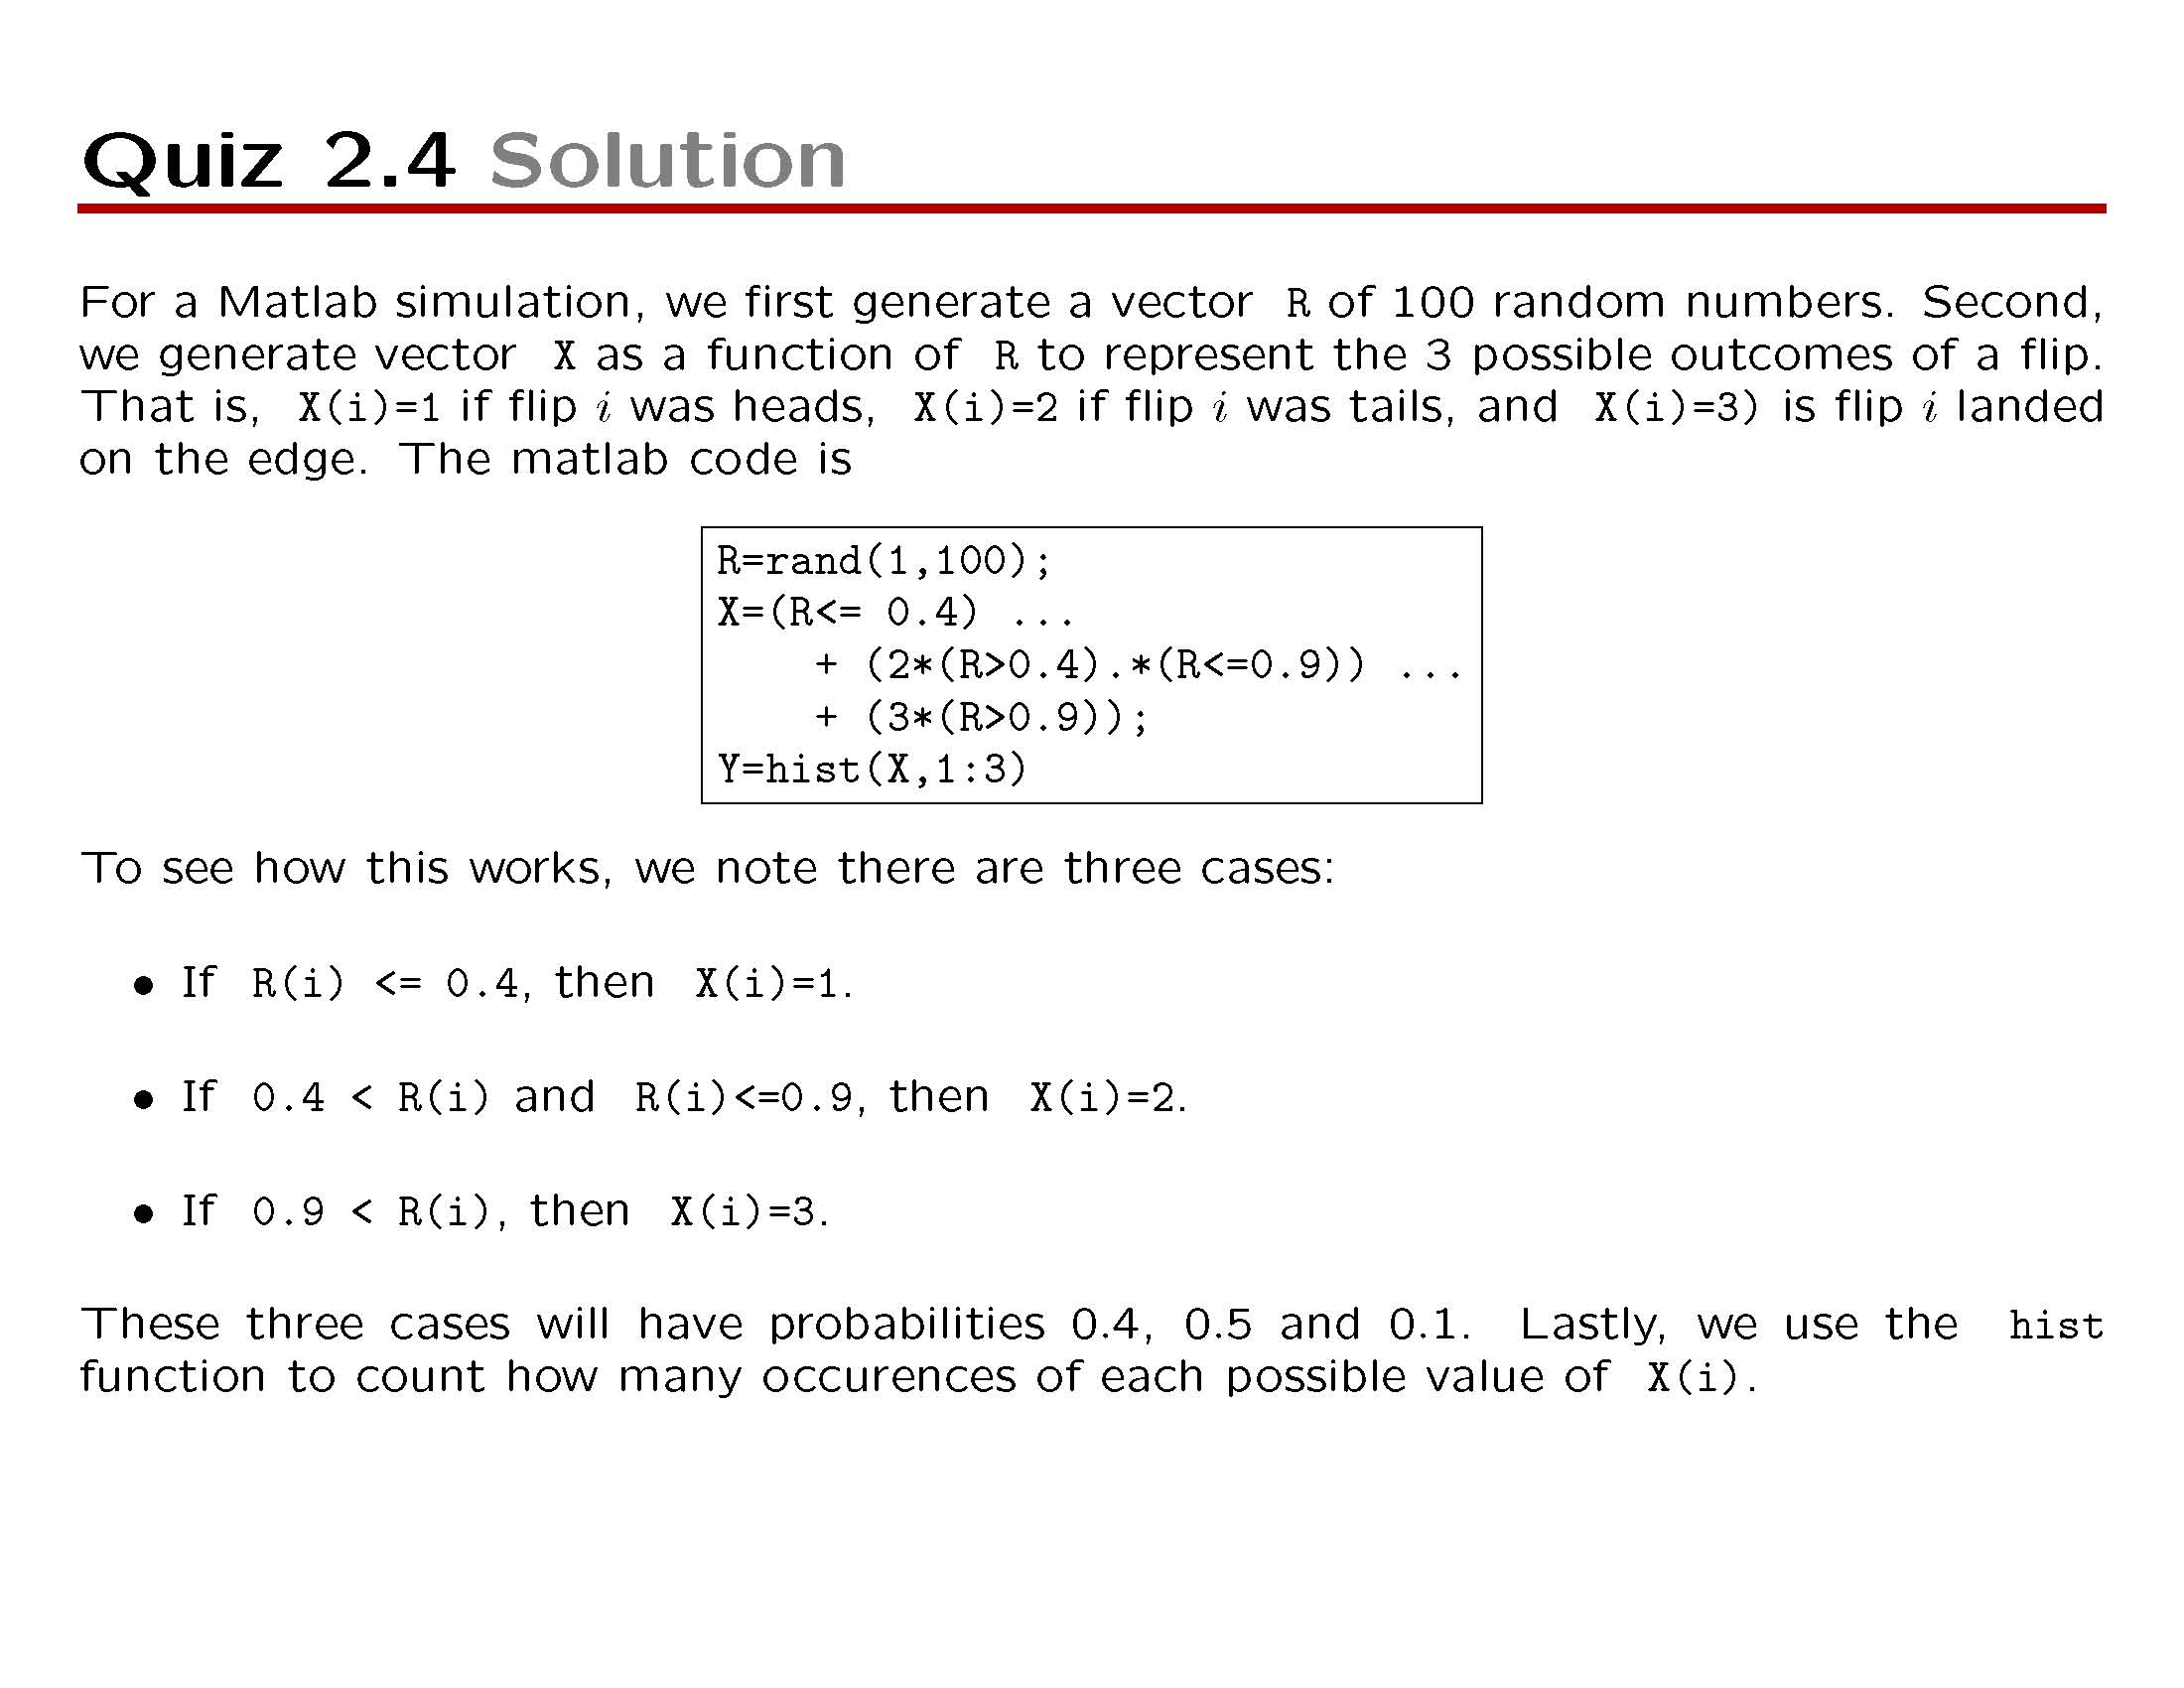 Quiz 2.4 Solution
For a Matlab simulation, we first generate a vector R of 100 random numbers. Second,
we generate vector X as a function of R to represent the 3 possible outcomes of a flip.
That is, X(i)=1 if flip i was heads, X(i)=2 if flip i was tails, and X(i)=3) is flip i landed
on the edge. The matlab code is
R=rand(1,100);
X=(R<= 0.4) ...
+ (2*(R>0.4).*(R<=0.9)) ...
+ (3*(R>0.9));
Y=hist(X,1:3)
To see how this works, we note there are three cases:
• If R(i) <= 0.4, then X(i)=1.
• If 0.4 < R(i) and R(i)<=0.9, then X(i)=2.
• If 0.9 < R(i), then X(i)=3.
These three cases will have probabilities 0.4, 0.5 and 0.1. Lastly, we use the hist
function to count how many occurences of each possible value of X(i).